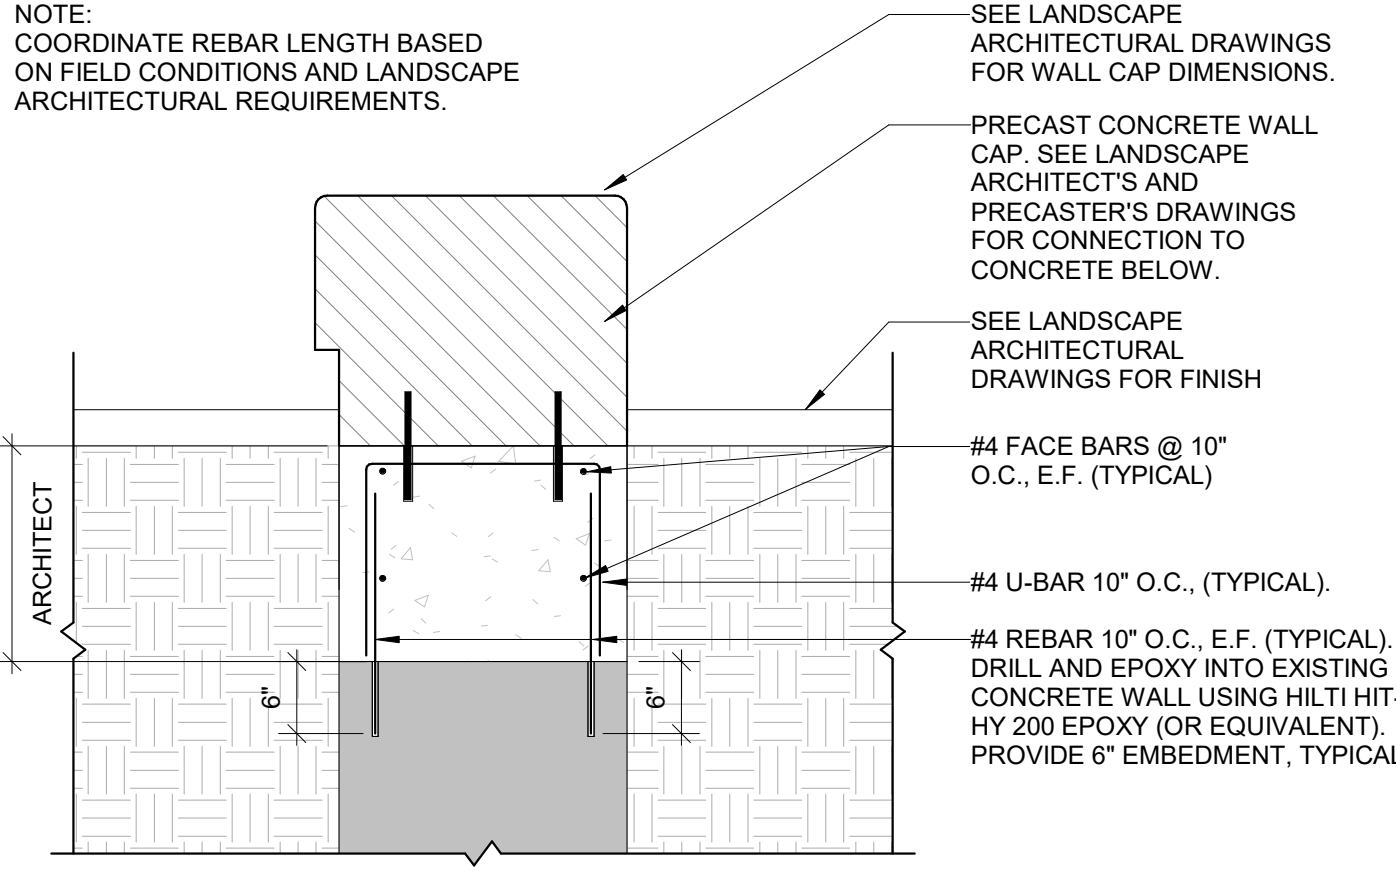 NOTE:
COORDINATE REBAR LENGTH BASED
ON FIELD CONDITIONS AND LANDSCAPE
ARCHITECTURAL REQUIREMENTS.
SEE LANDSCAPE
ARCHITECTURAL DRAWINGS
FOR WALL CAP DIMENSIONS.
PRECAST CONCRETE WALL
CAP. SEE LANDSCAPE
ARCHITECT'S AND
PRECASTER'S DRAWINGS
FOR CONNECTION TO
CONCRETE BELOW.
SEE LANDSCAPE
ARCHITECTURAL
DRAWINGS FOR FINISH
#4 FACE BARS @ 10"
O.C., E.F. (TYPICAL)
ARCHITECT
#4 U-BAR 10" O.C., (TYPICAL).
#4 REBAR 10" O.C., E.F. (TYPICAL).
DRILL AND EPOXY INTO EXISTING
CONCRETE WALL USING HILTI HIT-
HY 200 EPOXY (OR EQUIVALENT).
PROVIDE 6" EMBEDMENT, TYPICAL
6"
6"